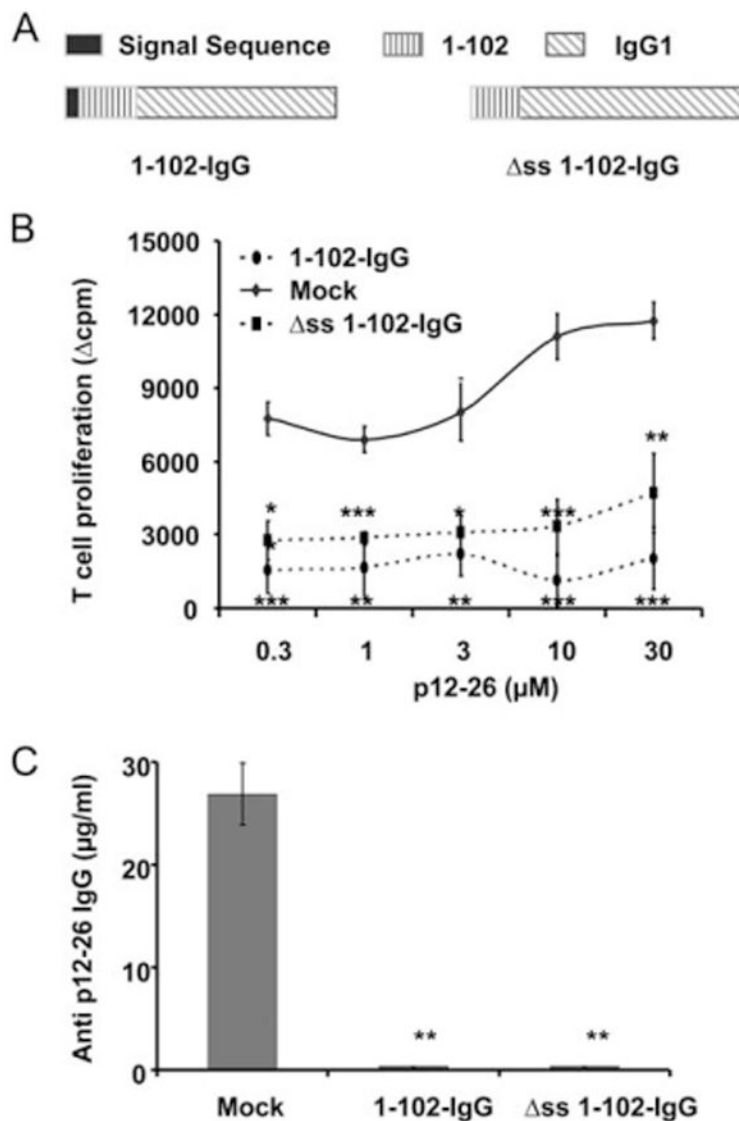 A
Signal Sequence 1-102 IgG1
1-102-IgG Δss 1-102-IgG
B
15000
12000
9000
6000
3000
0
T cell proliferation (Δcpm)
1-102-IgG
Mock
Δss 1-102-IgG
* *** * *** **
*
*** ** ** *** ***
0.3 1 3 10 30
p12-26 (μM)
C
30
20
10
0
Anti p12-26 IgG (μg/ml)
** **
Mock 1-102-IgG Δss 1-102-IgG